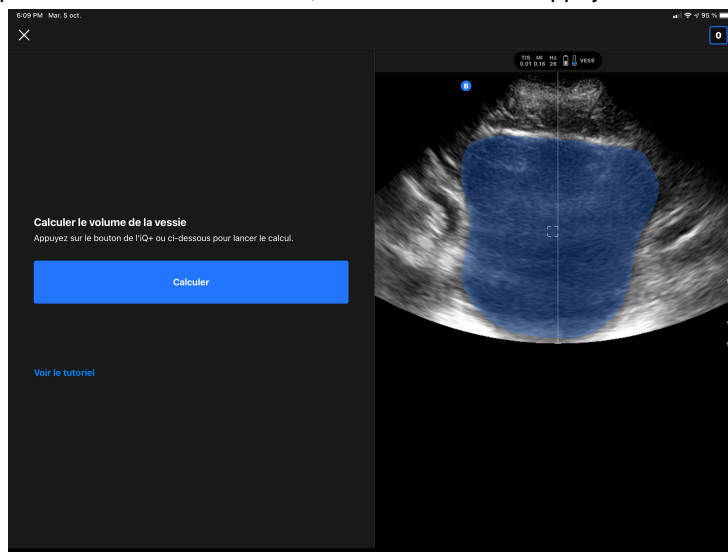 6:09 PM Mar. 5 oct.
95 %
0
TIS MI Hz
0.01 0.18 26
VESS
B
Calculer le volume de la vessie
Appuyez sur le bouton de l'iQ+ ou ci-dessous pour lancer le calcul.
Calculer
Voir le tutoriel